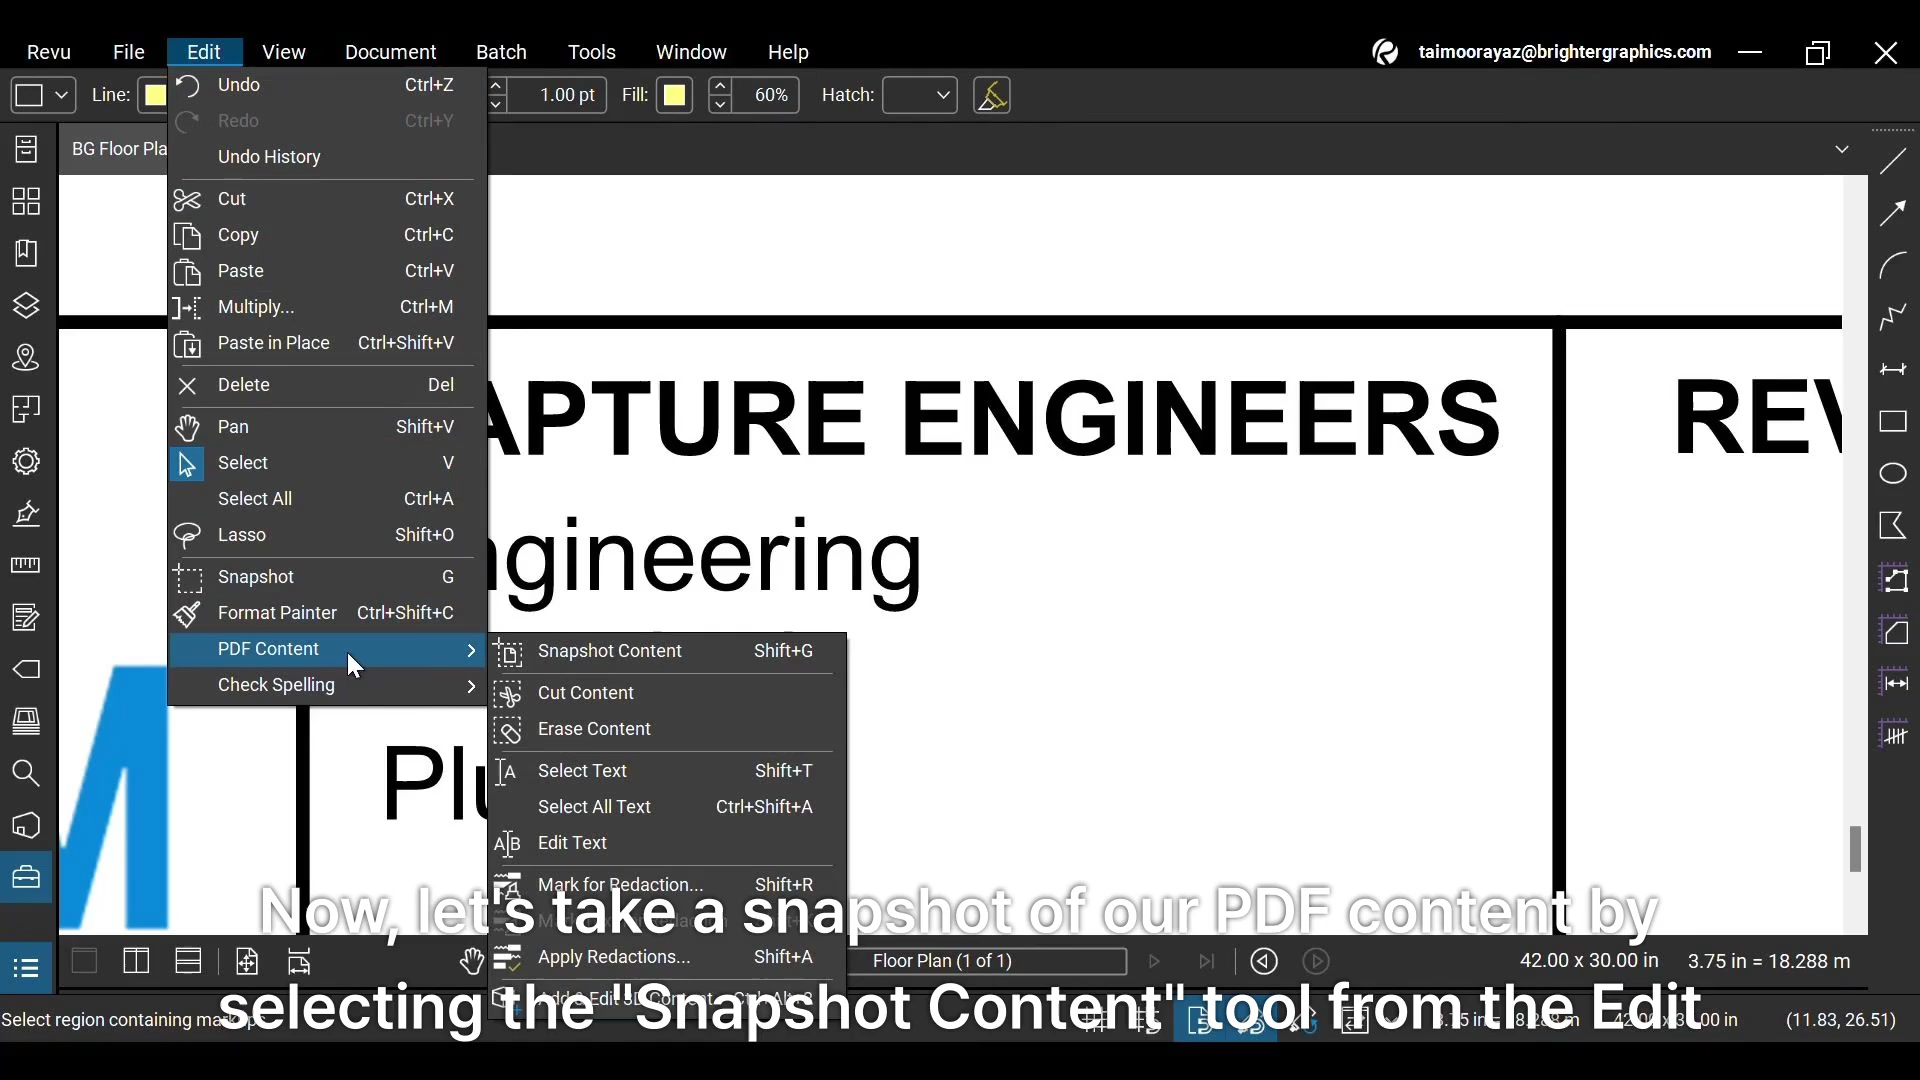 Revu File Edit View Document Batch Tools Window Help taimoorayaz@brightergraphics.com
Line: 1.00 pt Fill: 60% Hatch:
BG Floor Pla
Undo Ctrl+Z
Redo Ctrl+Y
Undo History
Cut Ctrl+X
Copy Ctrl+C
Paste Ctrl+V
Multiply... Ctrl+M
Paste in Place Ctrl+Shift+V
Delete Del
Pan Shift+V
Select V
Select All Ctrl+A
Lasso Shift+O
Snapshot G
Format Painter Ctrl+Shift+C
PDF Content
Check Spelling
Snapshot Content Shift+G
Cut Content
Erase Content
Select Text Shift+T
Select All Text Ctrl+Shift+A
Edit Text
Mark for Redaction... Shift+R
Apply Redactions... Shift+A
APTURE ENGINEERS
REV
ngineering
Plu
M
Now, let's take a snapshot of our PDF content by
selecting the "Snapshot Content" tool from the Edit
Floor Plan (1 of 1) 42.00 x 30.00 in 3.75 in = 18.288 m
Select region containing (11.83, 26.51)